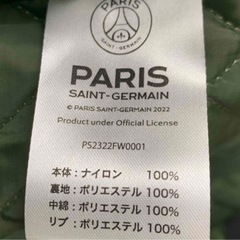 PARIS
SAINT-GERMAIN
PARIS
SAINT-GERMAIN
© PARIS SAINT-GERMAIN 2022
Product under Official License
PS2322FW0001
本体：ナイロン 100%
裏地：ポリエステル 100%
中綿：ポリエステル 100%
リブ：ポリエステル 100%